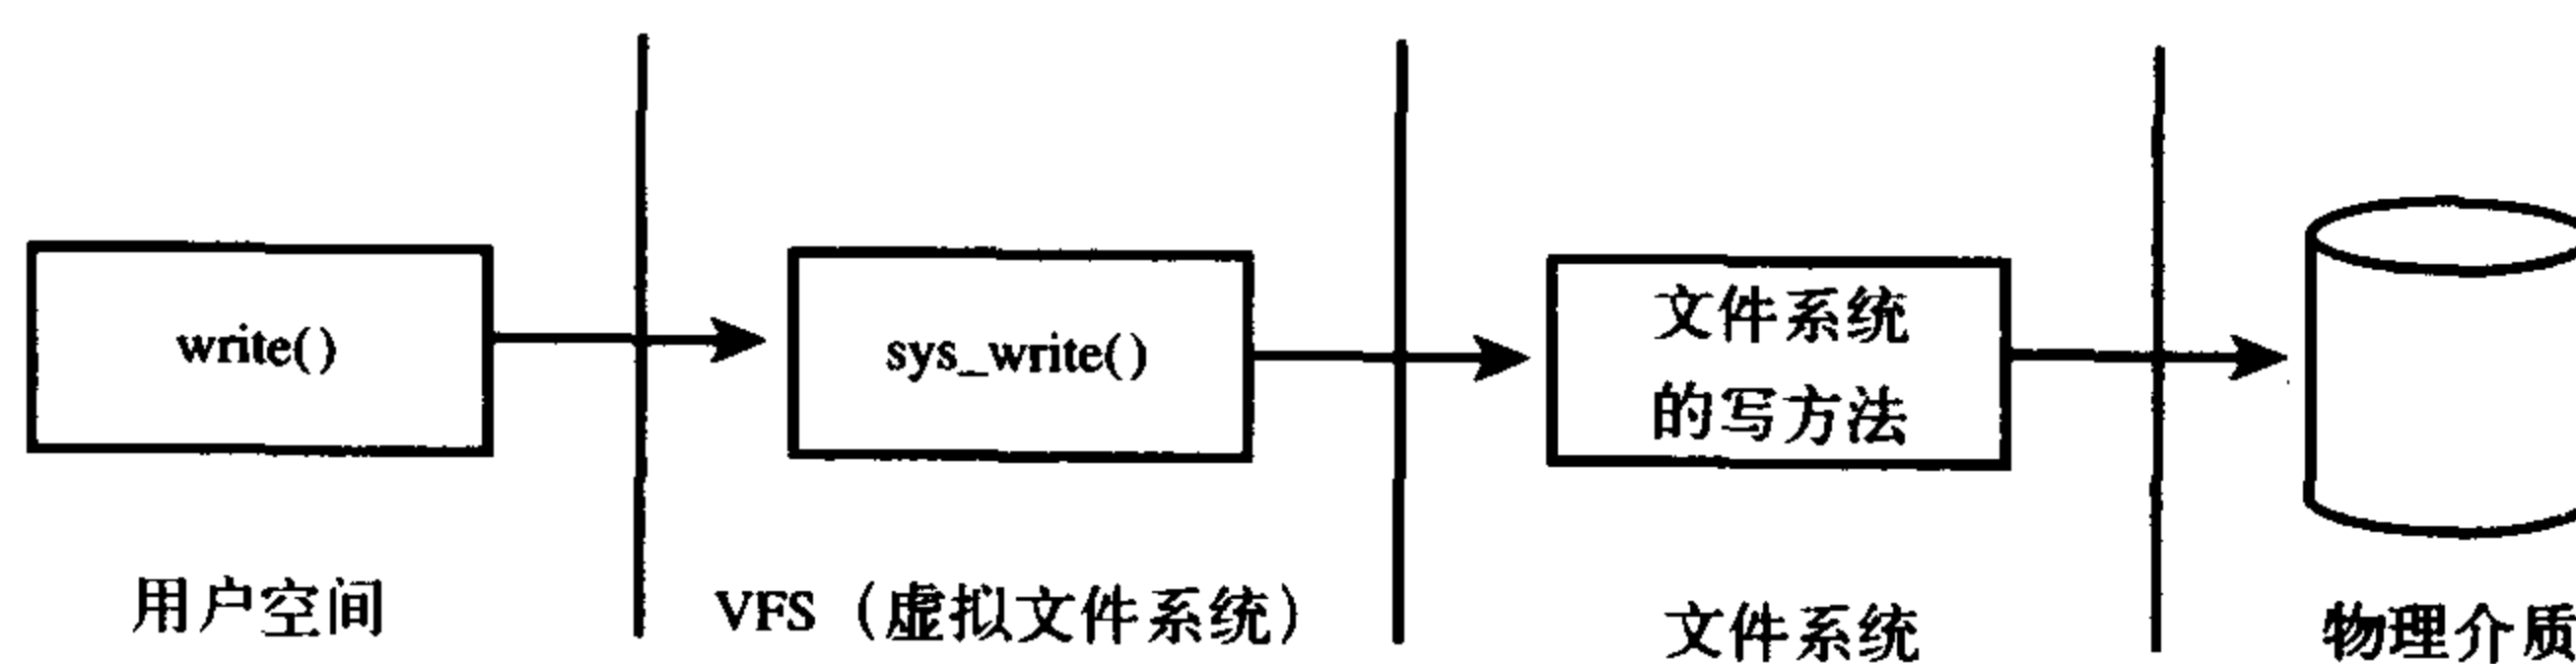 write()
sys_write()
文件系统
的写方法
用户空间
VFS（虚拟文件系统）
文件系统
物理介质